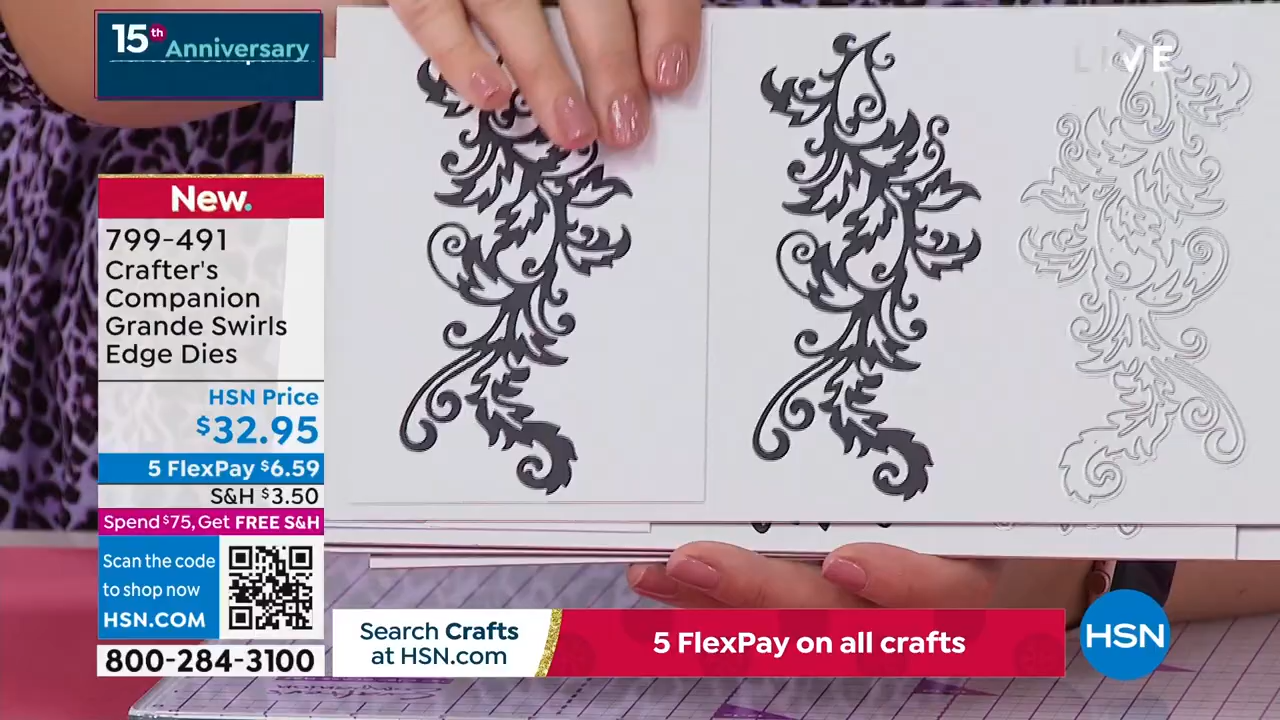 15th Anniversary
LIVE
New.
799-491
Crafter's
Companion
Grande Swirls
Edge Dies
HSN Price
$32.95
5 FlexPay $6.59
S&H $3.50
Spend $75, Get FREE S&H
Scan the code
to shop now
HSN.COM
800-284-3100
Search Crafts
at HSN.com
5 FlexPay on all crafts
HSN